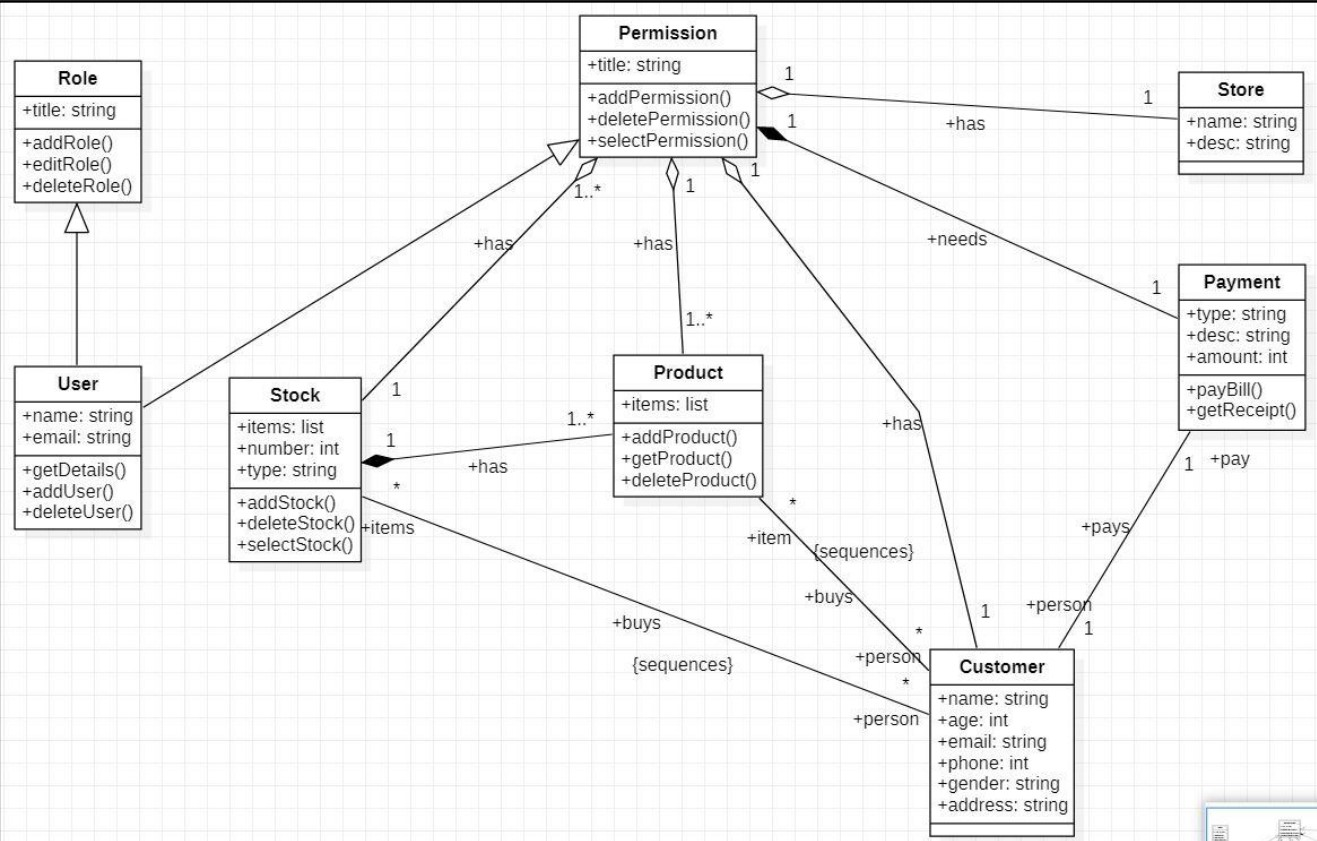 Permission
+title: string
+addPermission()
+deletePermission()
+selectPermission()
Role
+title: string
+addRole()
+editRole()
+deleteRole()
Store
+name: string
+desc: string
1
1
+has
1
+needs
1
1..*
+has
1
1
+has
1..*
1
+has
1
Payment
+type: string
+desc: string
+amount: int
+payBill()
+getReceipt()
User
+name: string
+email: string
+getDetails()
+addUser()
+deleteUser()
Stock
+items: list
+number: int
+type: string
+addStock()
+deleteStock()
+selectStock()
Product
+items: list
+addProduct()
+getProduct()
+deleteProduct()
1
+has
1..*
*
+items
+buys
{sequences}
*
+person
*
+item
{sequences}
+buys
*
+person
1 +pay
+pays
+person
1
Customer
+name: string
+age: int
+email: string
+phone: int
+gender: string
+address: string